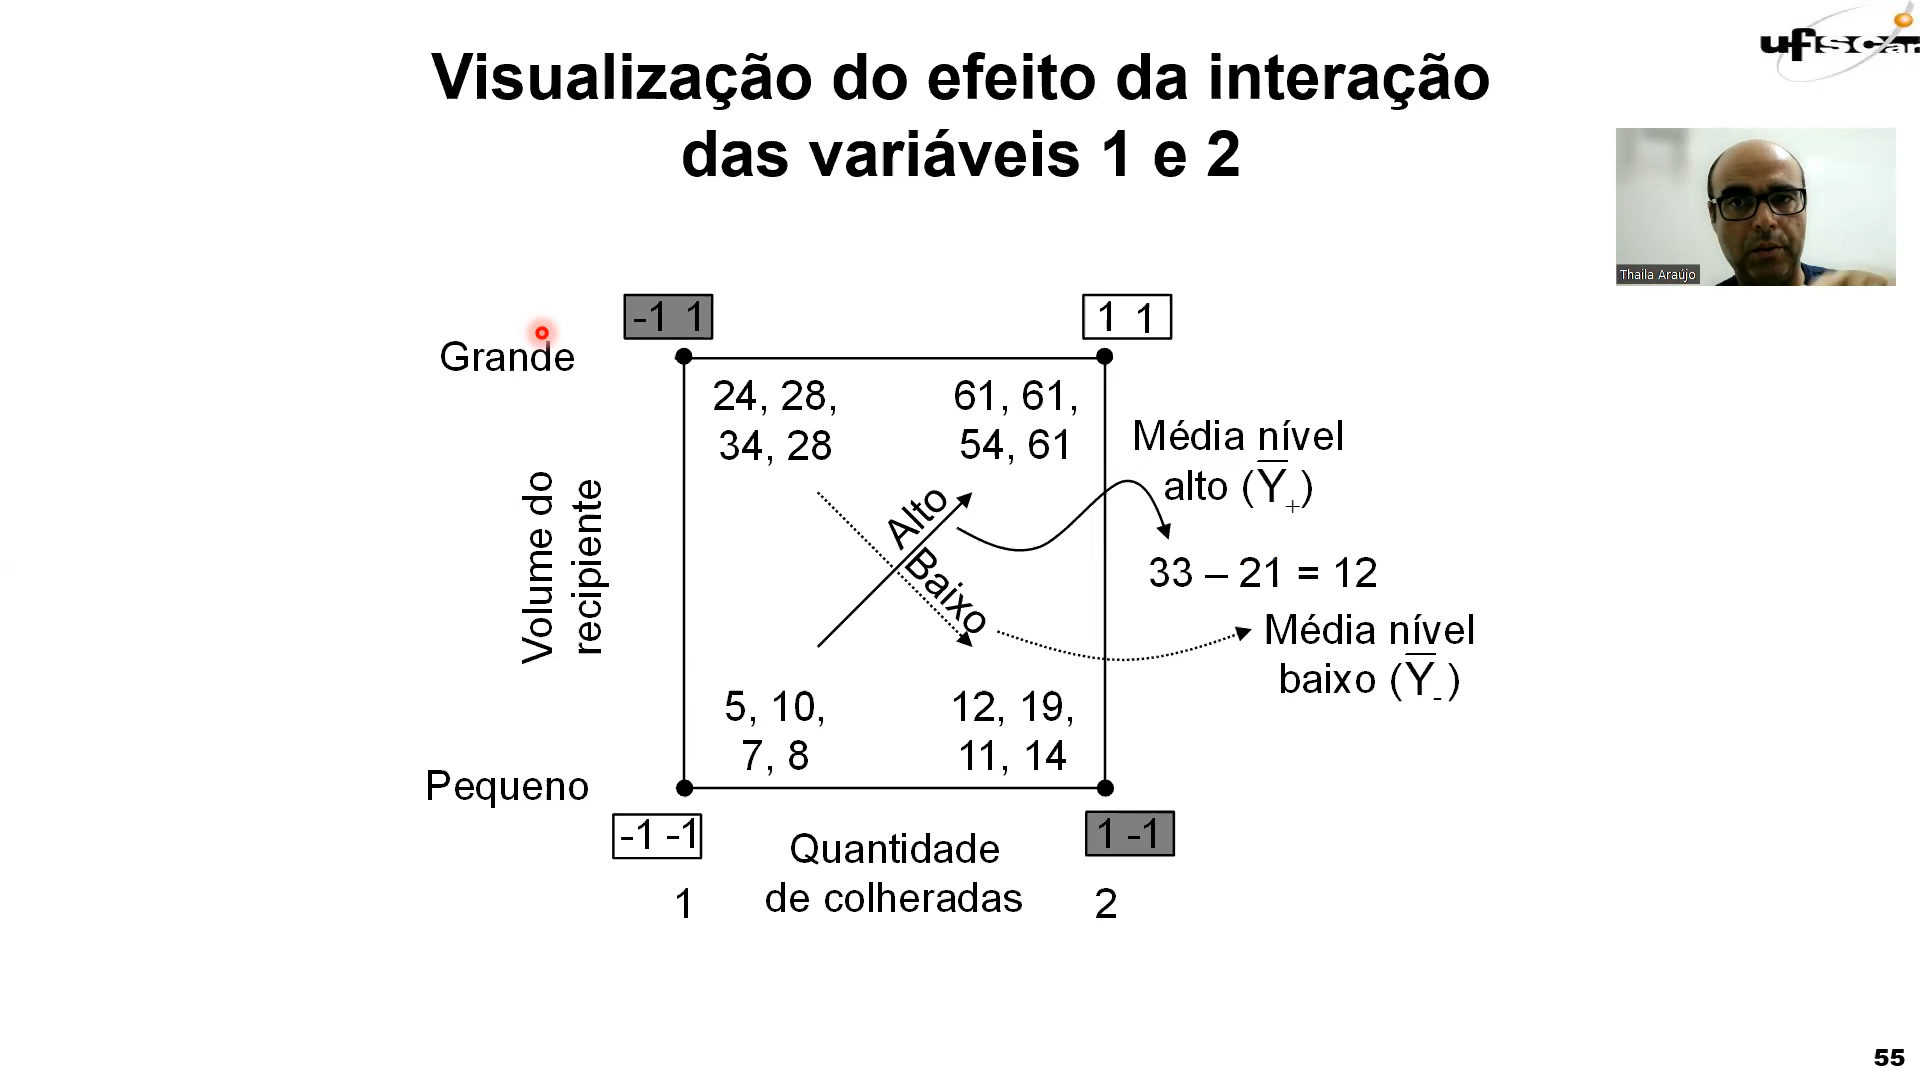 Visualização do efeito da interação
das variáveis 1 e 2
ufscar
Thaila Araújo
-1 1
1 1
Grande
24, 28,
34, 28
61, 61,
54, 61
Média nível
alto (Y̅₊)
Volume do
recipiente
Alto
Baixo
33 – 21 = 12
Média nível
baixo (Y̅₋)
5, 10,
7, 8
12, 19,
11, 14
Pequeno
-1 -1
1 -1
Quantidade
de colheradas
1
2
55